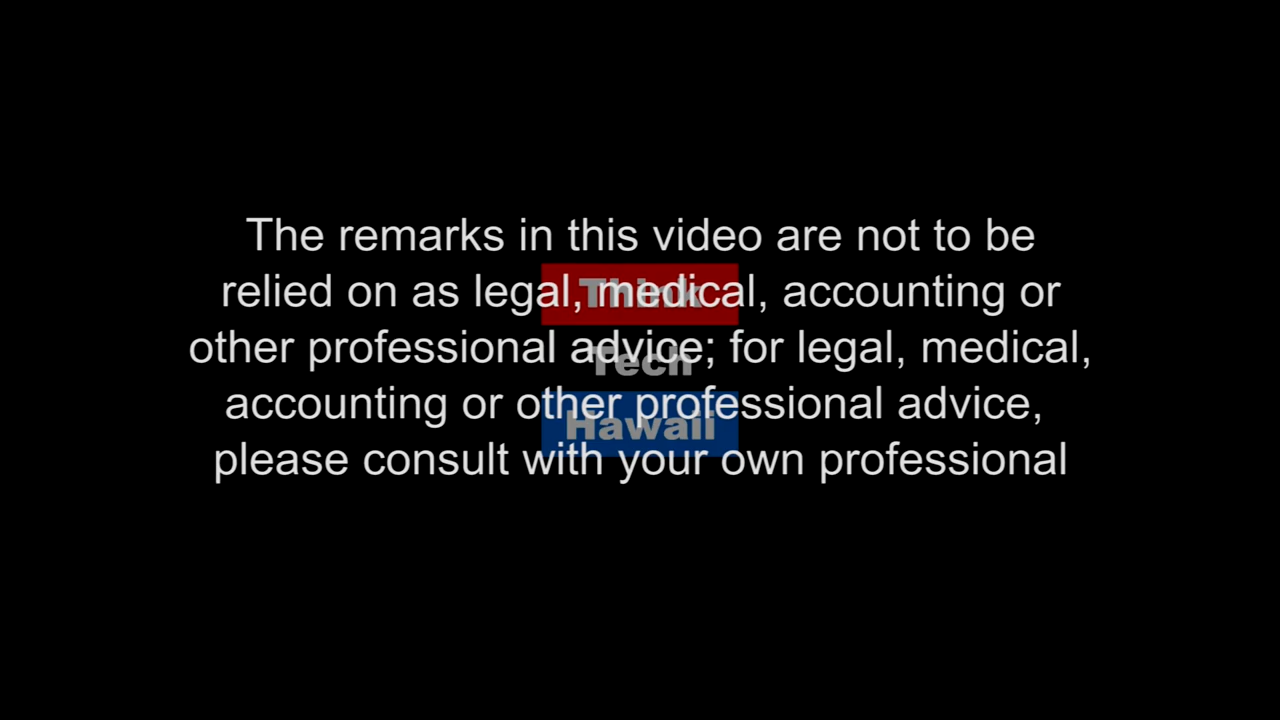 The remarks in this video are not to be
relied on as legal, medical, accounting or
other professional advice; for legal, medical,
accounting or other professional advice,
please consult with your own professional
Think
Tech
Hawaii